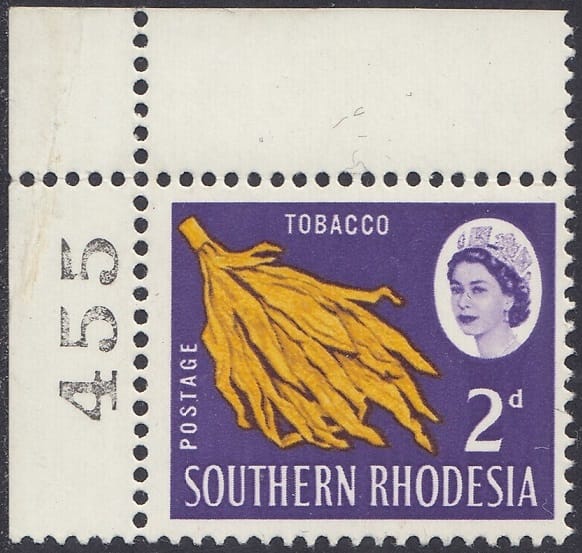 TOBACCO
455
POSTAGE
2d
SOUTHERN RHODESIA